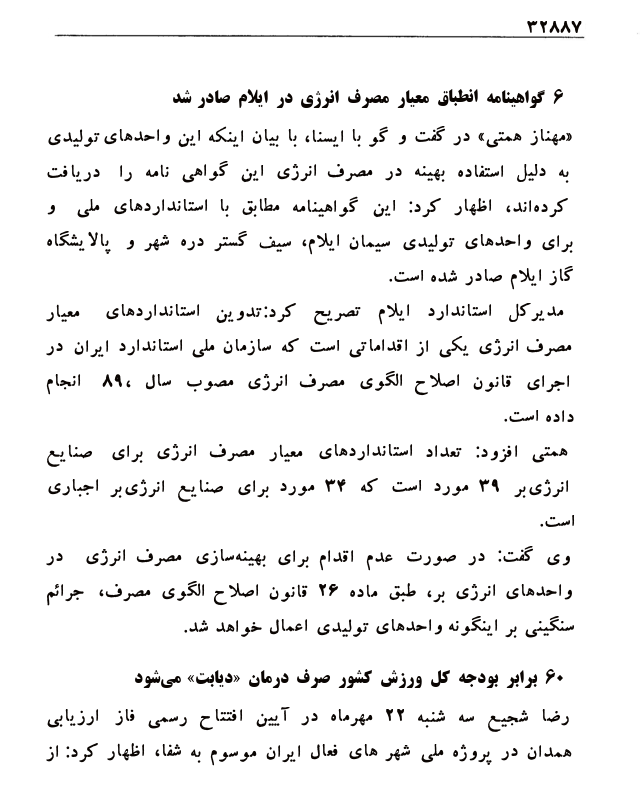 ۳۲۸۸۷
۶ گواهینامه انطباق معیار مصرف انرژی در ایلام صادر شد
«مهناز همتی» در گفت و گو با ایسنا، با بیان اینکه این واحدهای تولیدی
به دلیل استفاده بهینه در مصرف انرژی این گواهی نامه را دریافت
کرده‌اند، اظهار کرد: این گواهینامه مطابق با استانداردهای ملی و
برای واحدهای تولیدی سیمان ایلام، سیف گستر دره شهر و پالایشگاه
گاز ایلام صادر شده است.
مدیرکل استاندارد ایلام تصریح کرد:تدوین استانداردهای معیار
مصرف انرژی یکی از اقداماتی است که سازمان ملی استاندارد ایران در
اجرای قانون اصلاح الگوی مصرف انرژی مصوب سال ،۸۹ انجام
داده است.
همتی افزود: تعداد استانداردهای معیار مصرف انرژی برای صنایع
انرژی‌بر ۳۹ مورد است که ۳۴ مورد برای صنایع انرژی‌بر اجباری
است.
وی گفت: در صورت عدم اقدام برای بهینه‌سازی مصرف انرژی در
واحدهای انرژی بر، طبق ماده ۲۶ قانون اصلاح الگوی مصرف، جرائم
سنگینی بر اینگونه واحدهای تولیدی اعمال خواهد شد.
۶۰ برابر بودجه کل ورزش کشور صرف درمان «دیابت» می‌شود
رضا شجیع سه شنبه ۲۲ مهرماه در آیین افتتاح رسمی فاز ارزیابی
همدان در پروژه ملی شهر های فعال ایران موسوم به شفا، اظهار کرد: از